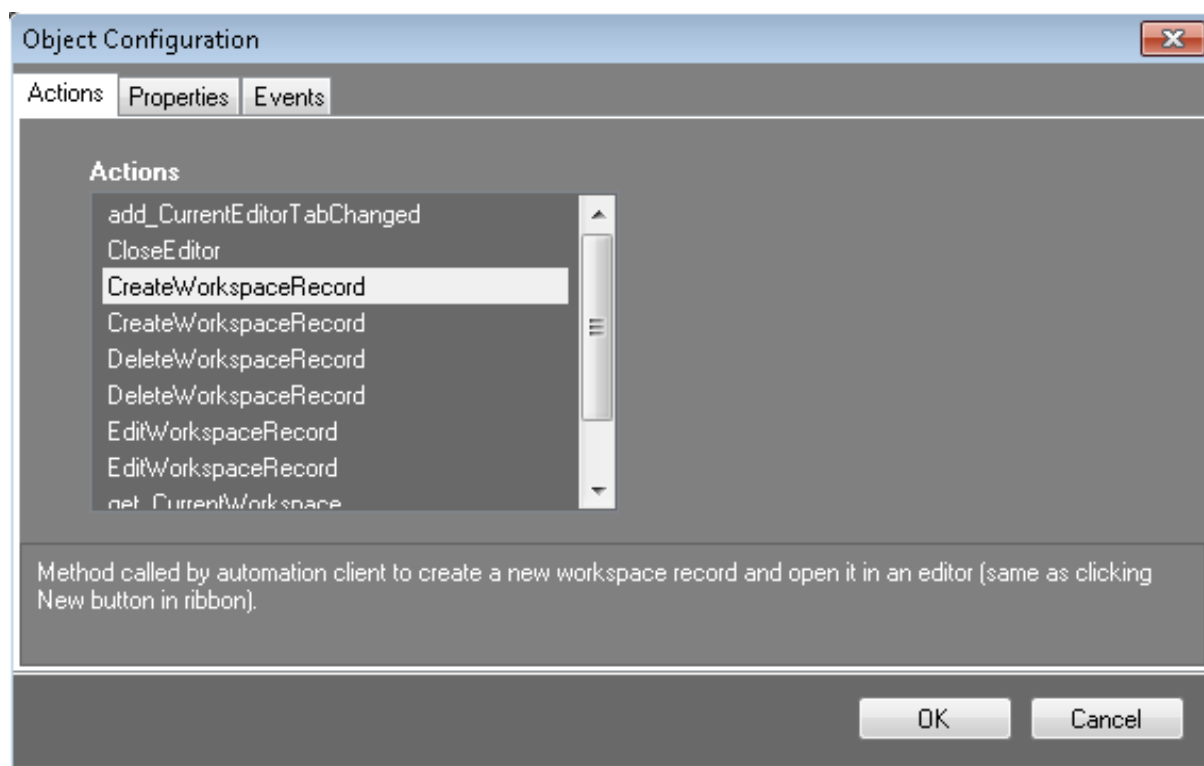 Object Configuration
Actions Properties Events
Actions
add_CurrentEditorTabChanged
CloseEditor
CreateWorkspaceRecord
CreateWorkspaceRecord
DeleteWorkspaceRecord
DeleteWorkspaceRecord
EditWorkspaceRecord
EditWorkspaceRecord
get_CurrentWorkspace
Method called by automation client to create a new workspace record and open it in an editor (same as clicking
New button in ribbon).
OK Cancel